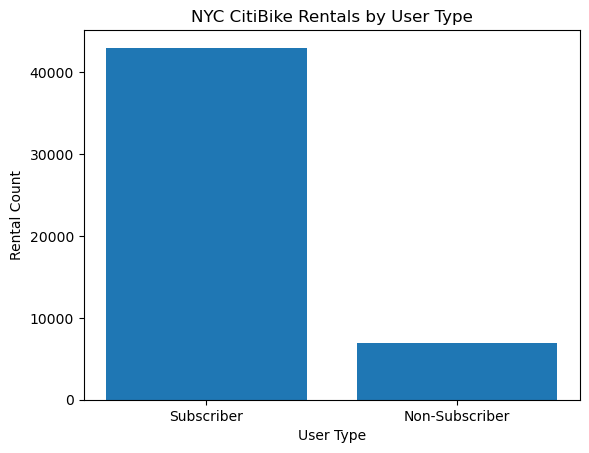 NYC CitiBike Rentals by User Type
40000
30000
20000
10000
0
Rental Count
Subscriber
Non-Subscriber
User Type